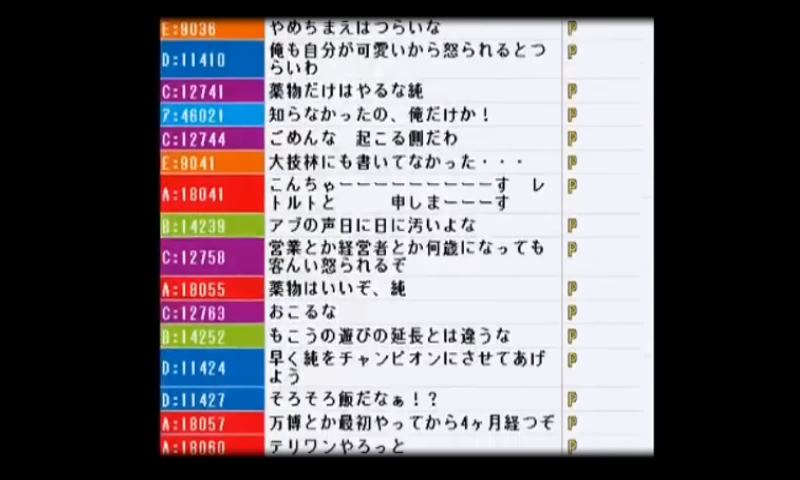 E:9036 やめちまえはつらいな P
D:11410 俺も自分が可愛いから怒られるとつ P
らいわ
C:12741 薬物だけはやるな純 P
7:46021 知らなかったの、俺だけか！ P
C:12744 ごめんな　起こる側だわ P
E:9041 大技林にも書いてなかった・・・ P
A:18041 こんちゃーーーーーーーーーーす　レ P
トルトと　　　申しまーーーす
B:14239 アブの声日に日に汚いよな P
C:12758 営業とか経営者とか何歳になっても P
客んい怒られるぞ
A:18055 薬物はいいぞ、純 P
C:12763 おこるな P
B:14252 もこうの遊びの延長とは違うな P
D:11424 早く純をチャンピオンにさせてあげ P
よう
D:11427 そろそろ飯だなぁ！？ P
A:18057 万博とか最初やってから4ヶ月経つぞ P
A:18060 テリワンやろっと P